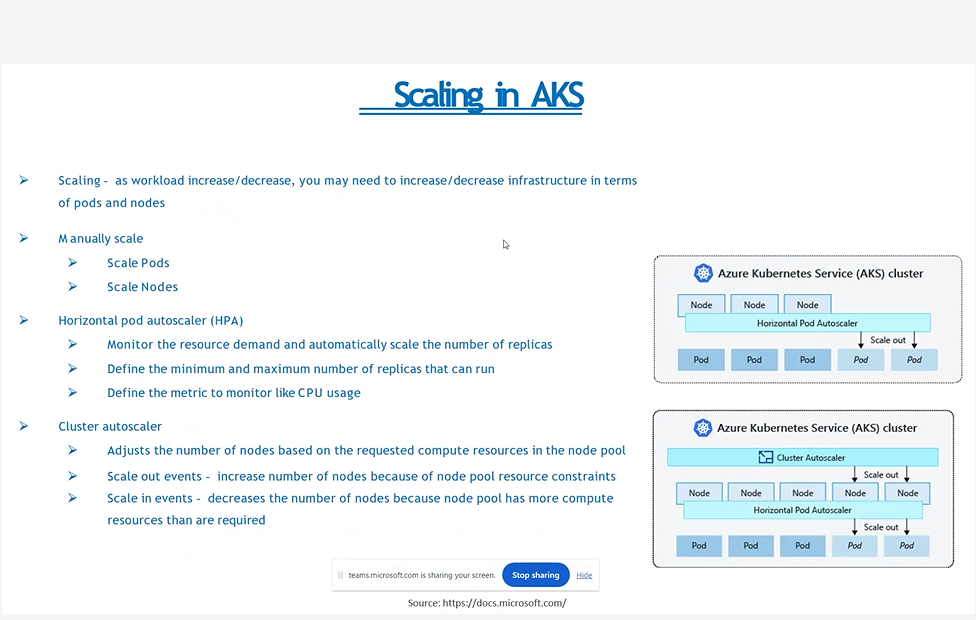 Scaling in AKS
Scaling - as workload increase/decrease, you may need to increase/decrease infrastructure in terms
of pods and nodes
Manually scale
Scale Pods
Scale Nodes
Horizontal pod autoscaler (HPA)
Monitor the resource demand and automatically scale the number of replicas
Define the minimum and maximum number of replicas that can run
Define the metric to monitor like CPU usage
Cluster autoscaler
Adjusts the number of nodes based on the requested compute resources in the node pool
Scale out events - increase number of nodes because of node pool resource constraints
Scale in events - decreases the number of nodes because node pool has more compute
resources than are required
Azure Kubernetes Service (AKS) cluster
Node Node Node
Horizontal Pod Autoscaler
Scale out
Pod Pod Pod Pod Pod
Azure Kubernetes Service (AKS) cluster
Cluster Autoscaler
Scale out
Node Node Node Node Node
Horizontal Pod Autoscaler
Scale out
Pod Pod Pod Pod Pod
teams.microsoft.com is sharing your screen. Stop sharing Hide
Source: https://docs.microsoft.com/